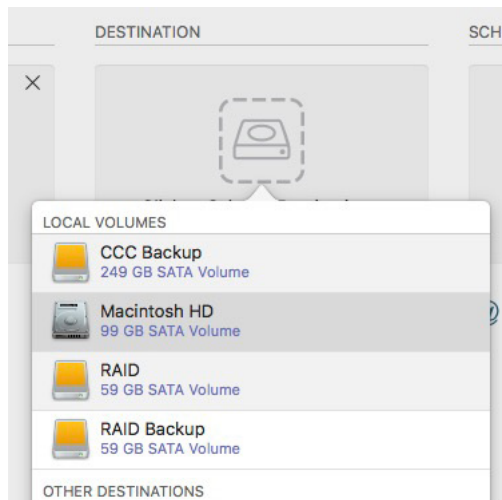 DESTINATION
SCH
LOCAL VOLUMES
CCC Backup
249 GB SATA Volume
Macintosh HD
99 GB SATA Volume
RAID
59 GB SATA Volume
RAID Backup
59 GB SATA Volume
OTHER DESTINATIONS